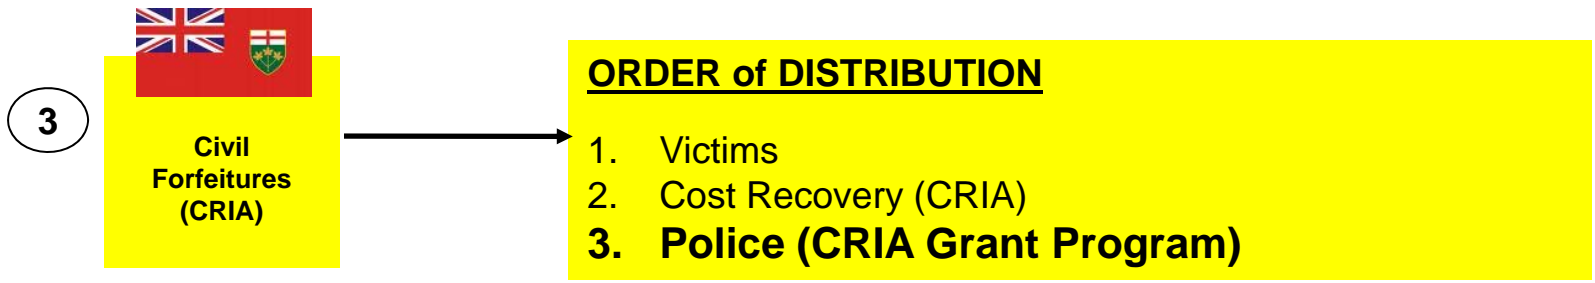 3
Civil
Forfeitures
(CRIA)
ORDER of DISTRIBUTION
1. Victims
2. Cost Recovery (CRIA)
3. Police (CRIA Grant Program)